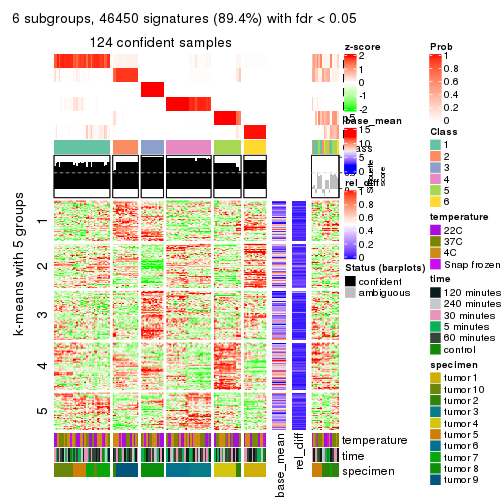 6 subgroups, 46450 signatures (89.4%) with fdr < 0.05
124 confident samples
k-means with 5 groups
1
2
3
4
5
p5
Silhouette
score
temperature
time
specimen
base_mean
rel_diff
z-score
2
1
0
-1
-2
base_mean
15
10
5
0
rel_diff
1
0.8
0.6
0.4
0.2
0
Status (barplots)
confident
ambiguous
Prob
1
0.8
0.6
0.4
0.2
0
Class
1
2
3
4
5
6
temperature
22C
37C
4C
Snap frozen
time
120 minutes
240 minutes
30 minutes
5 minutes
60 minutes
control
specimen
tumor 1
tumor 10
tumor 2
tumor 3
tumor 4
tumor 5
tumor 6
tumor 7
tumor 8
tumor 9